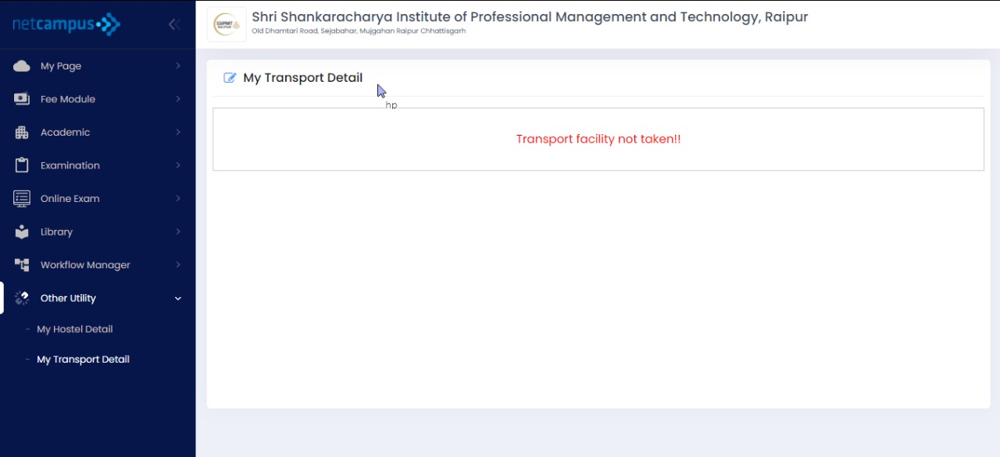 netcampus
Shri Shankaracharya Institute of Professional Management and Technology, Raipur
Old Dhamtari Road, Sejabahar, Mujgahan Raipur Chhattisgarh
SSIPMT
RAIPUR
My Page
Fee Module
Academic
Examination
Online Exam
Library
Workflow Manager
Other Utility
- My Hostel Detail
- My Transport Detail
My Transport Detail
hp
Transport facility not taken!!